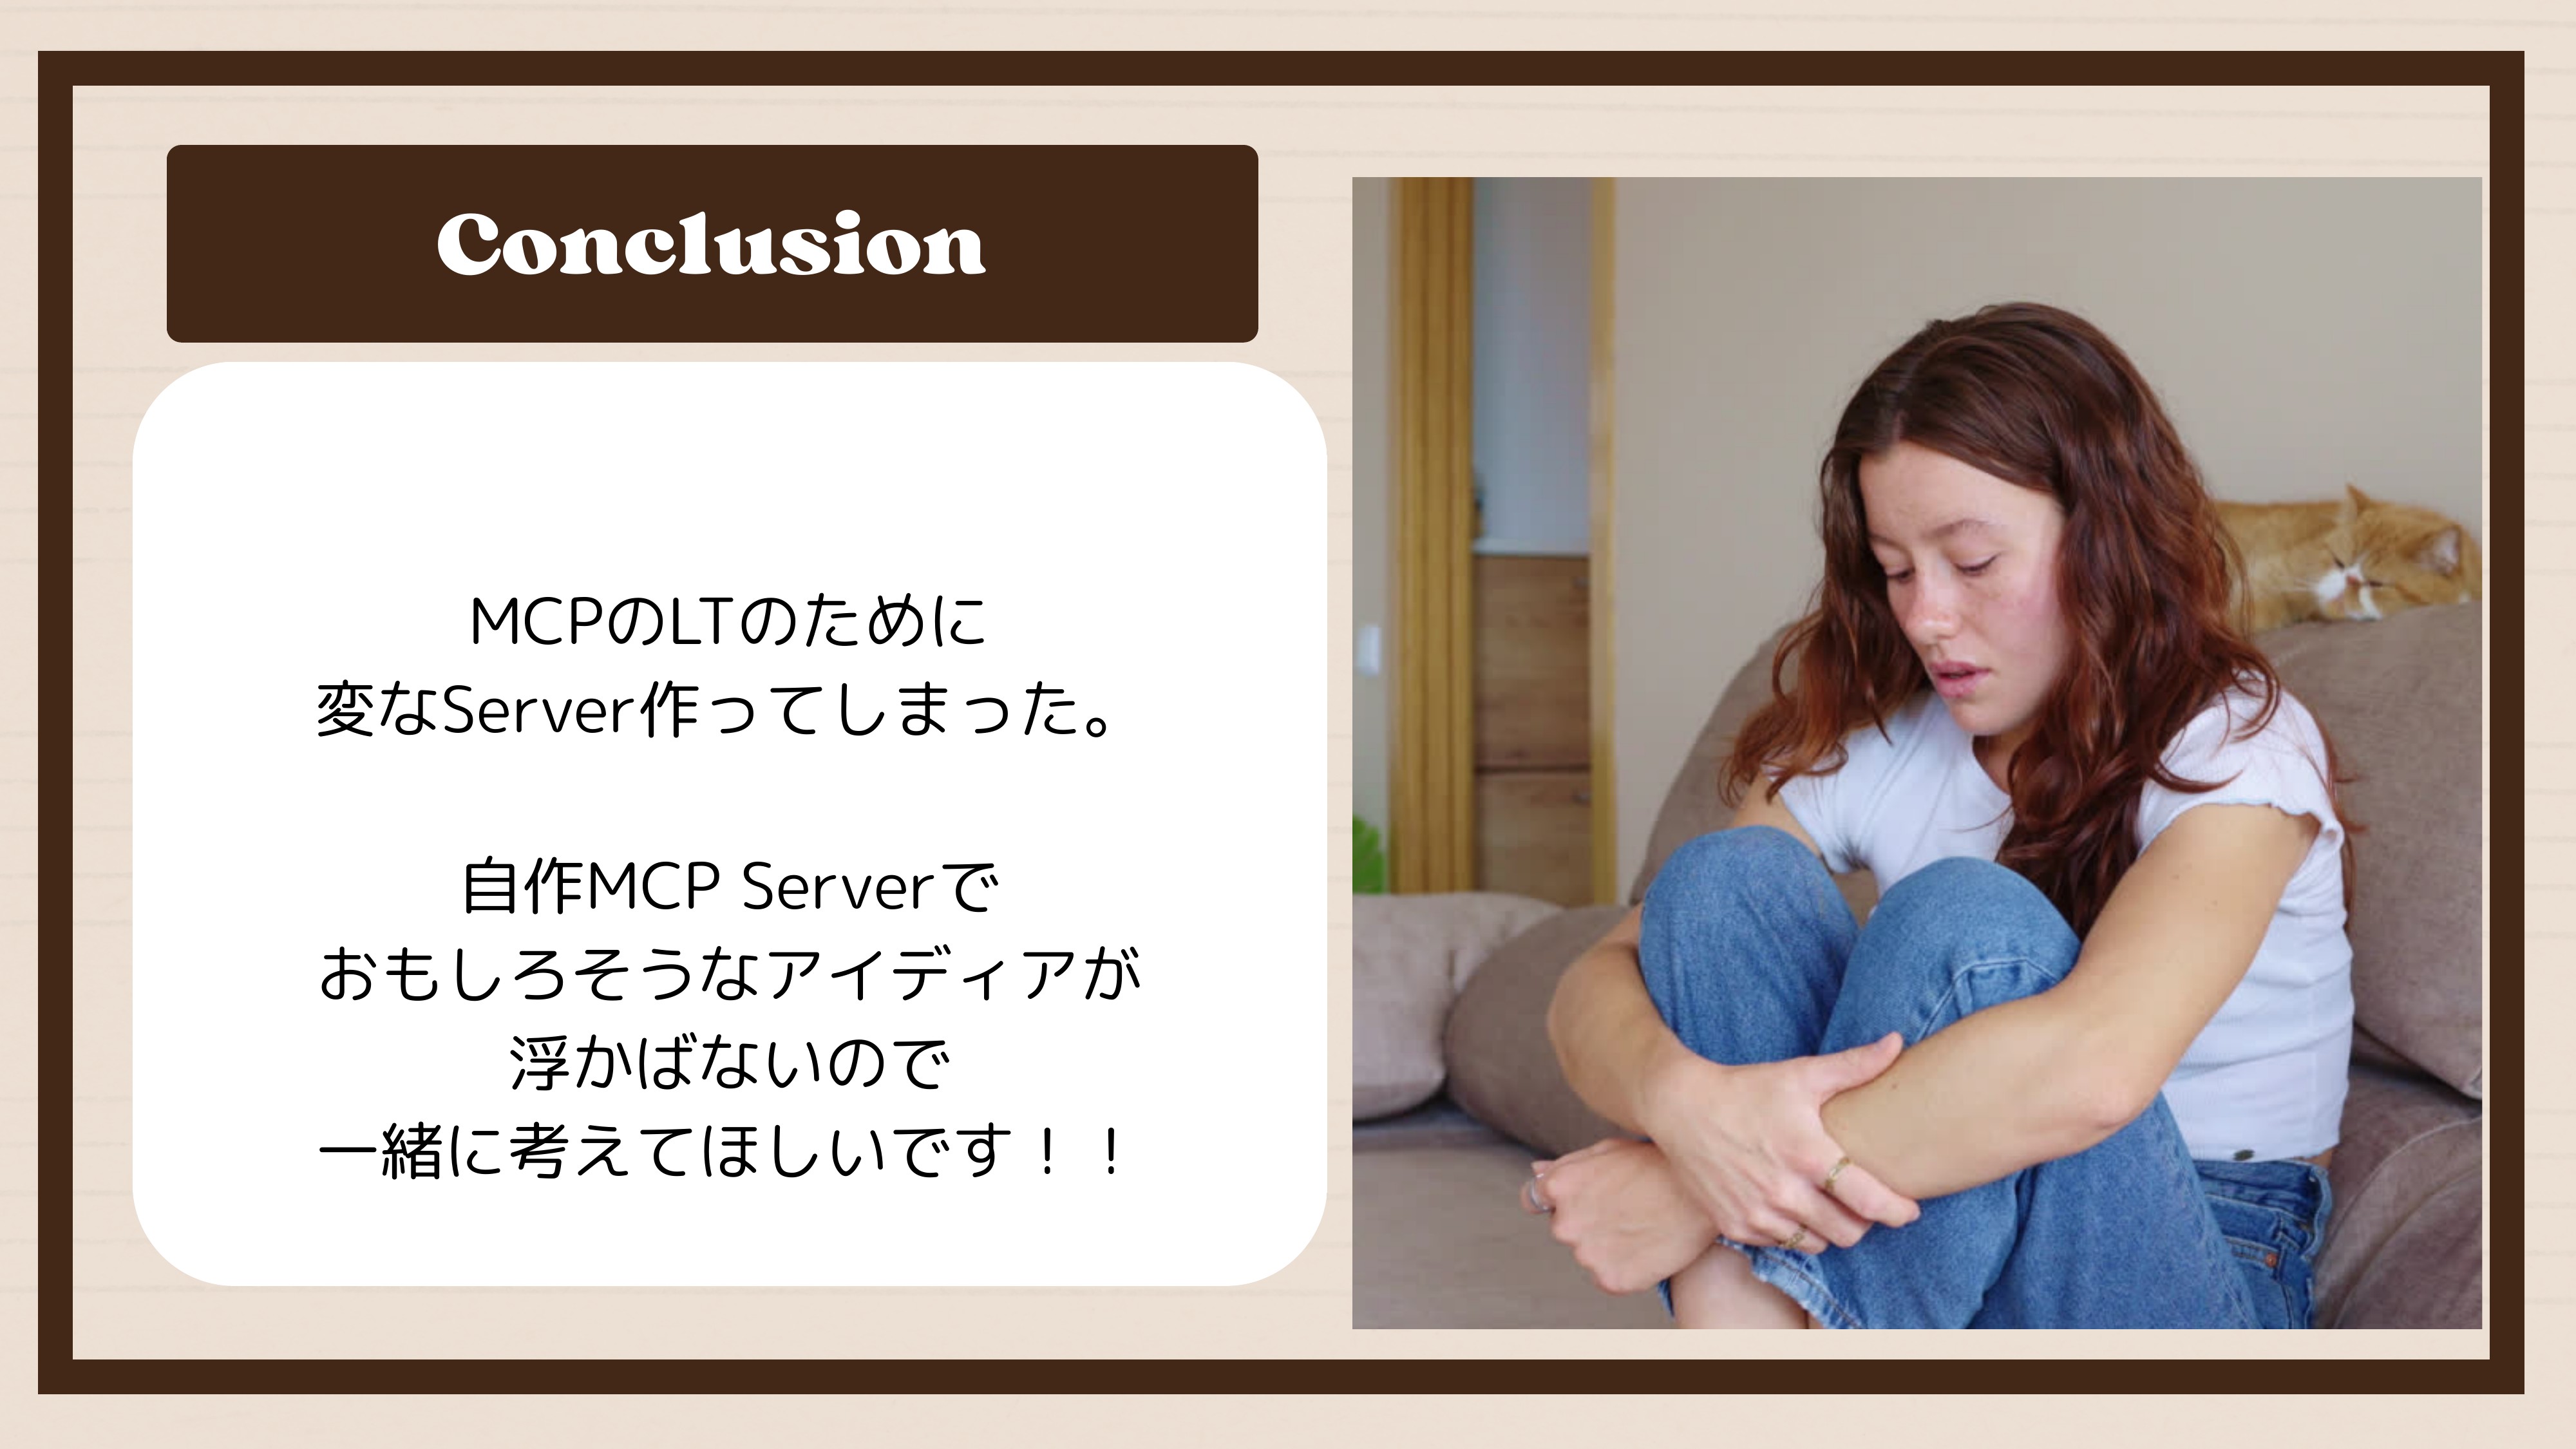 Conclusion
MCPのLTのために
変なServer作ってしまった。
自作MCP Serverで
おもしろそうなアイディアが
浮かばないので
一緒に考えてほしいです！！